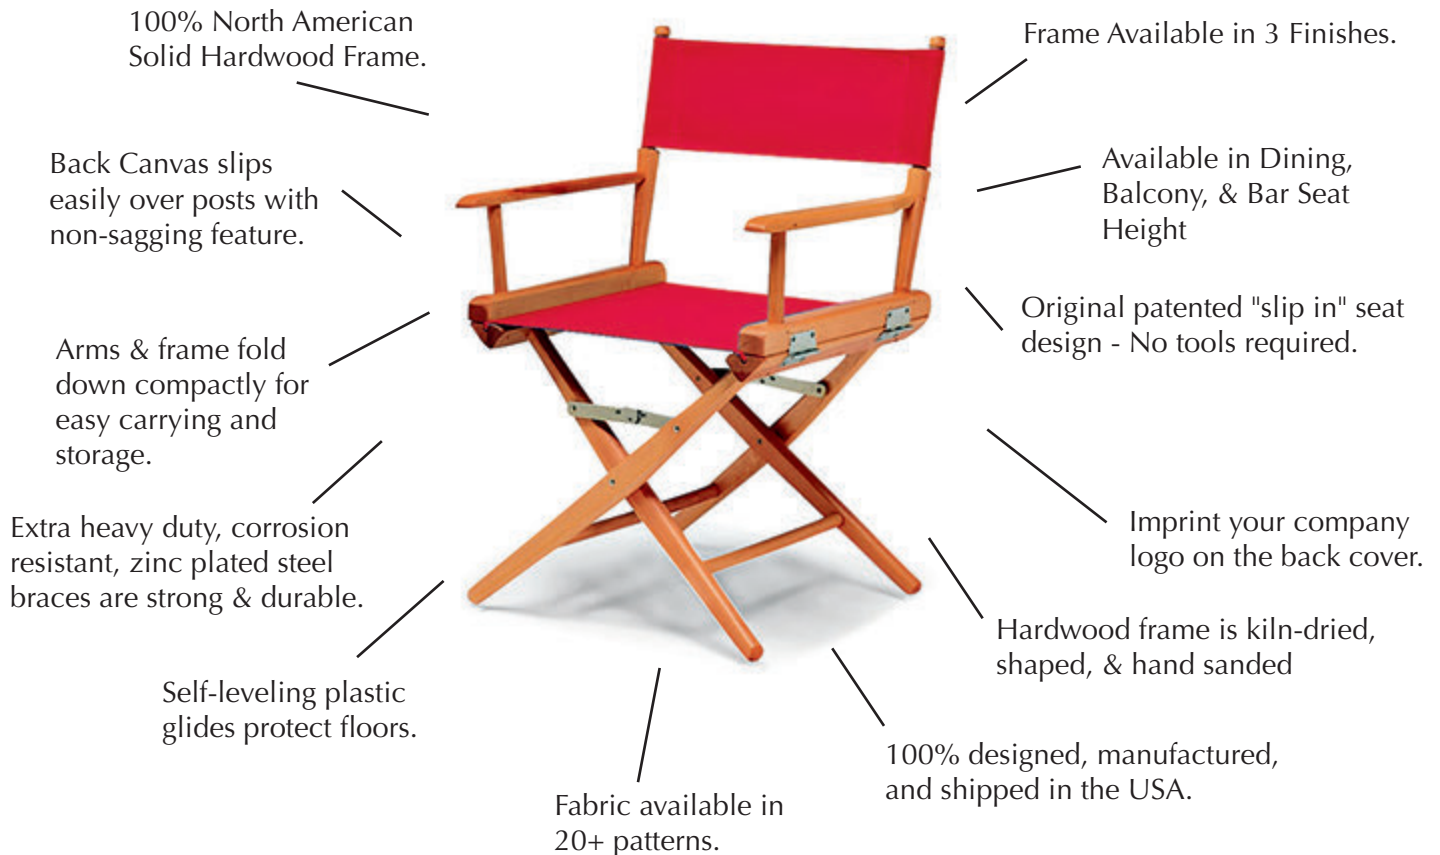 100% North American
Solid Hardwood Frame.
Frame Available in 3 Finishes.
Back Canvas slips
easily over posts with
non-sagging feature.
Available in Dining,
Balcony, & Bar Seat
Height
Arms & frame fold
down compactly for
easy carrying and
storage.
Original patented "slip in" seat
design - No tools required.
Extra heavy duty, corrosion
resistant, zinc plated steel
braces are strong & durable.
Imprint your company
logo on the back cover.
Self-leveling plastic
glides protect floors.
Hardwood frame is kiln-dried,
shaped, & hand sanded
Fabric available in
20+ patterns.
100% designed, manufactured,
and shipped in the USA.